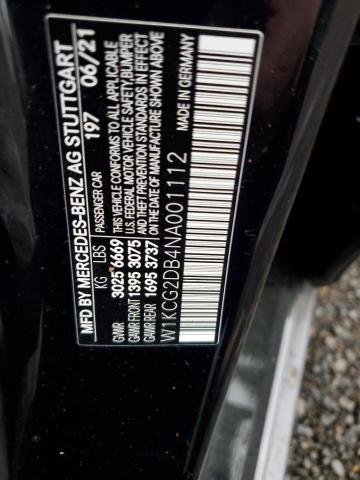 MFD BY MERCEDES-BENZ AG STUTTGART
PASSENGER CAR 197 06/21
KG LBS THIS VEHICLE CONFORMS TO ALL APPLICABLE
GVWR 3025 6669 U.S. FEDERAL MOTOR VEHICLE SAFETY, BUMPER
GAWR FRONT 1395 3075 AND THEFT PREVENTION STANDARDS IN EFFECT
GAWR REAR 1695 3737 ON THE DATE OF MANUFACTURE SHOWN ABOVE
W1KCG2DB4NA001112 MADE IN GERMANY